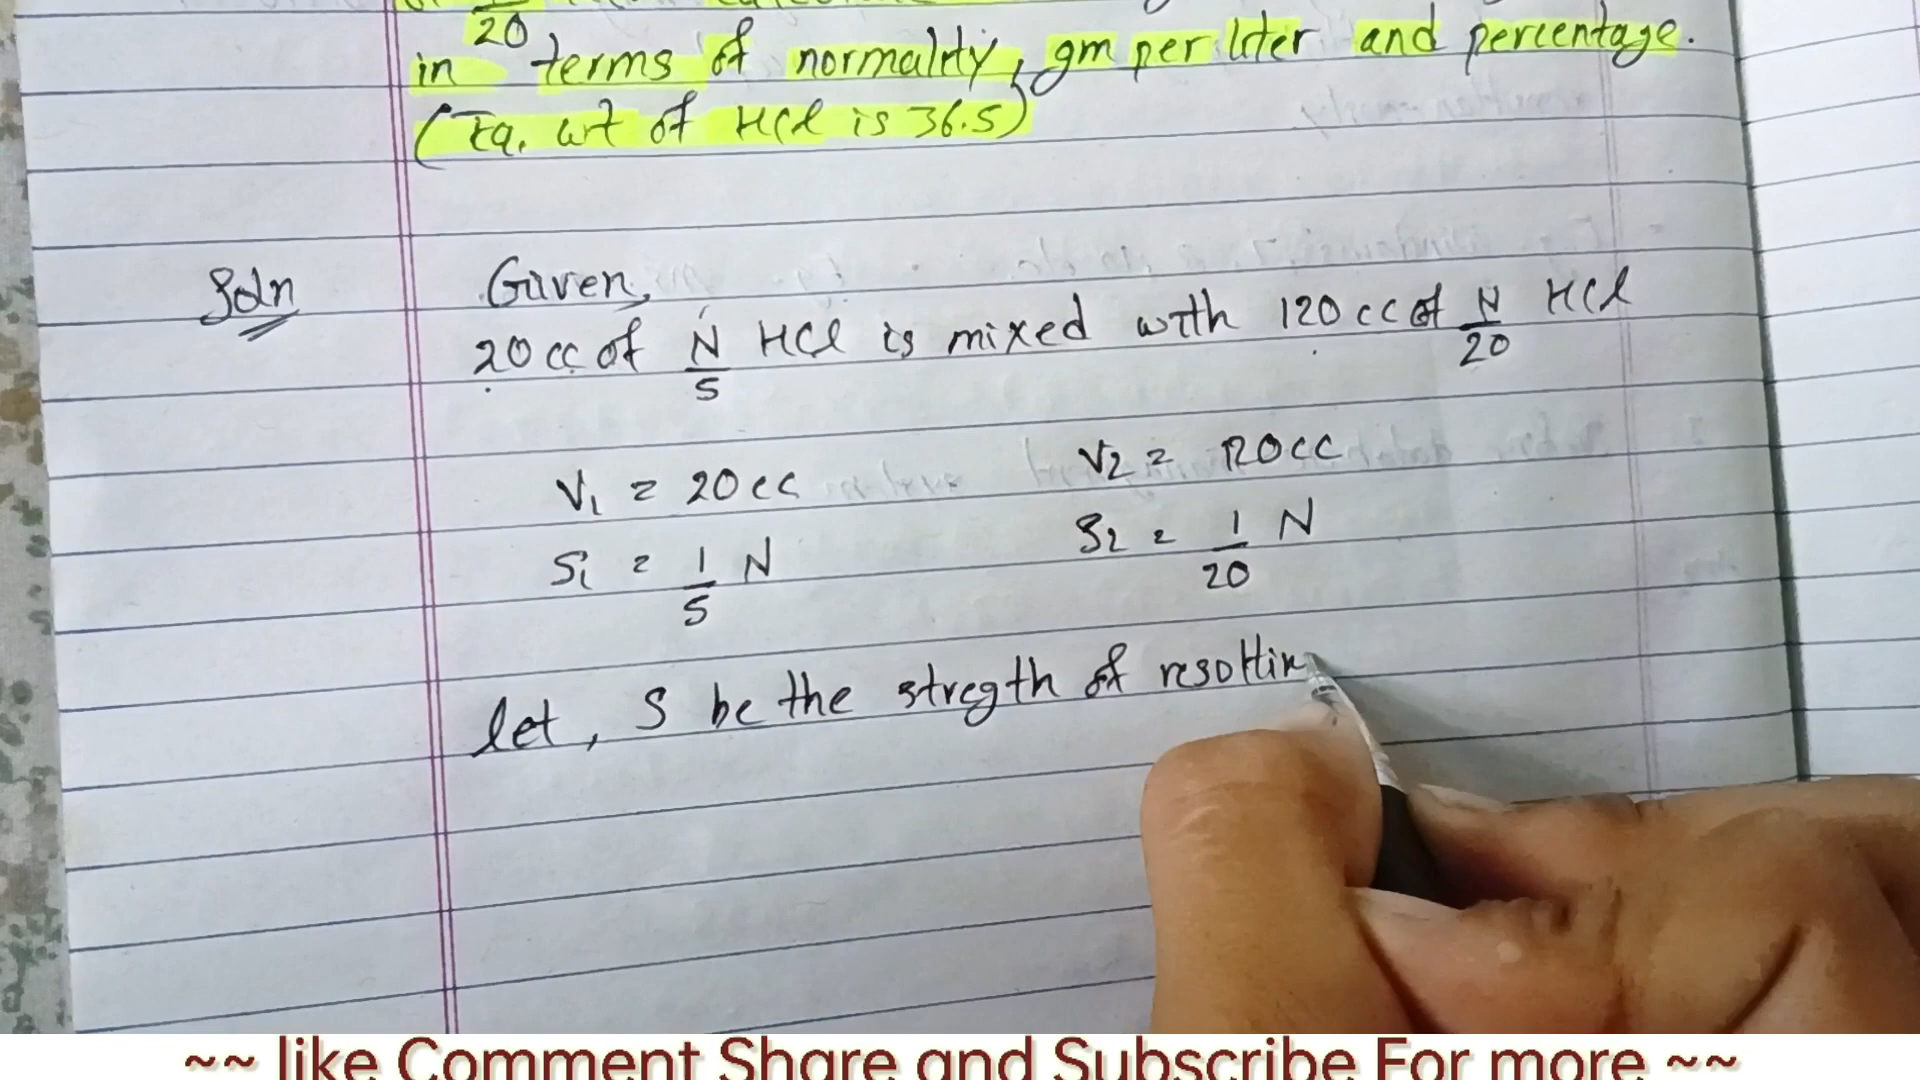 20
in terms of normality, gm per liter and percentage.
(Eq. wt of HCl is 36.5)
Soln Given,
20 cc of N/5 HCl is mixed with 120 cc of N/20 HCl
V1 = 20 cc V2 = 120 cc
S1 = 1/5 N S2 = 1/20 N
let, S be the stregth of resoltin
~~ like Comment Share and Subscribe For more ~~